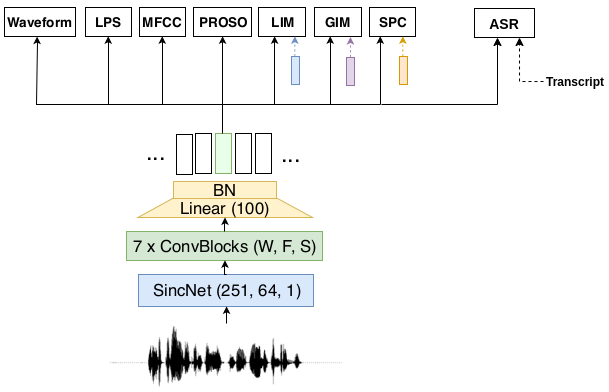 Waveform LPS MFCC PROSO LIM GIM SPC ASR
Transcript
... ...
BN
Linear (100)
7 x ConvBlocks (W, F, S)
SincNet (251, 64, 1)